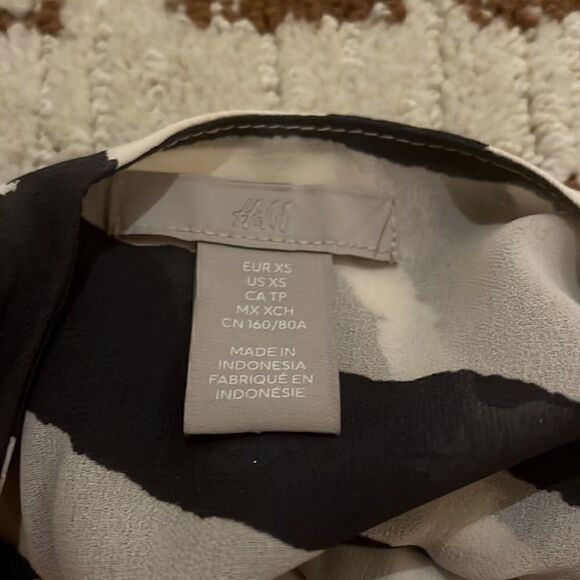 H&M
EUR XS
US XS
CA TP
MX XCH
CN 160/80A
MADE IN
INDONESIA
FABRIQUÉ EN
INDONÉSIE